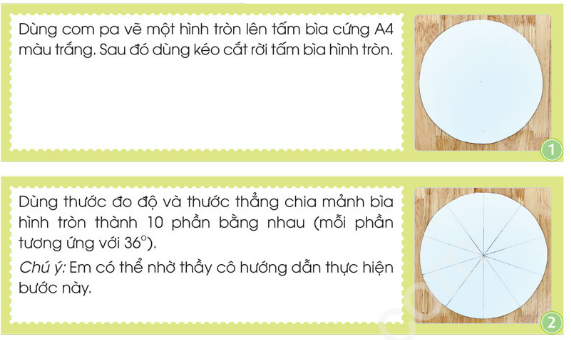 Dùng com pa vẽ một hình tròn lên tấm bìa cứng A4
màu trắng. Sau đó dùng kéo cắt rời tấm bìa hình tròn.
1
Dùng thước đo độ và thước thẳng chia mảnh bìa
hình tròn thành 10 phần bằng nhau (mỗi phần
tương ứng với 36°).
Chú ý: Em có thể nhờ thầy cô hướng dẫn thực hiện
bước này.
2